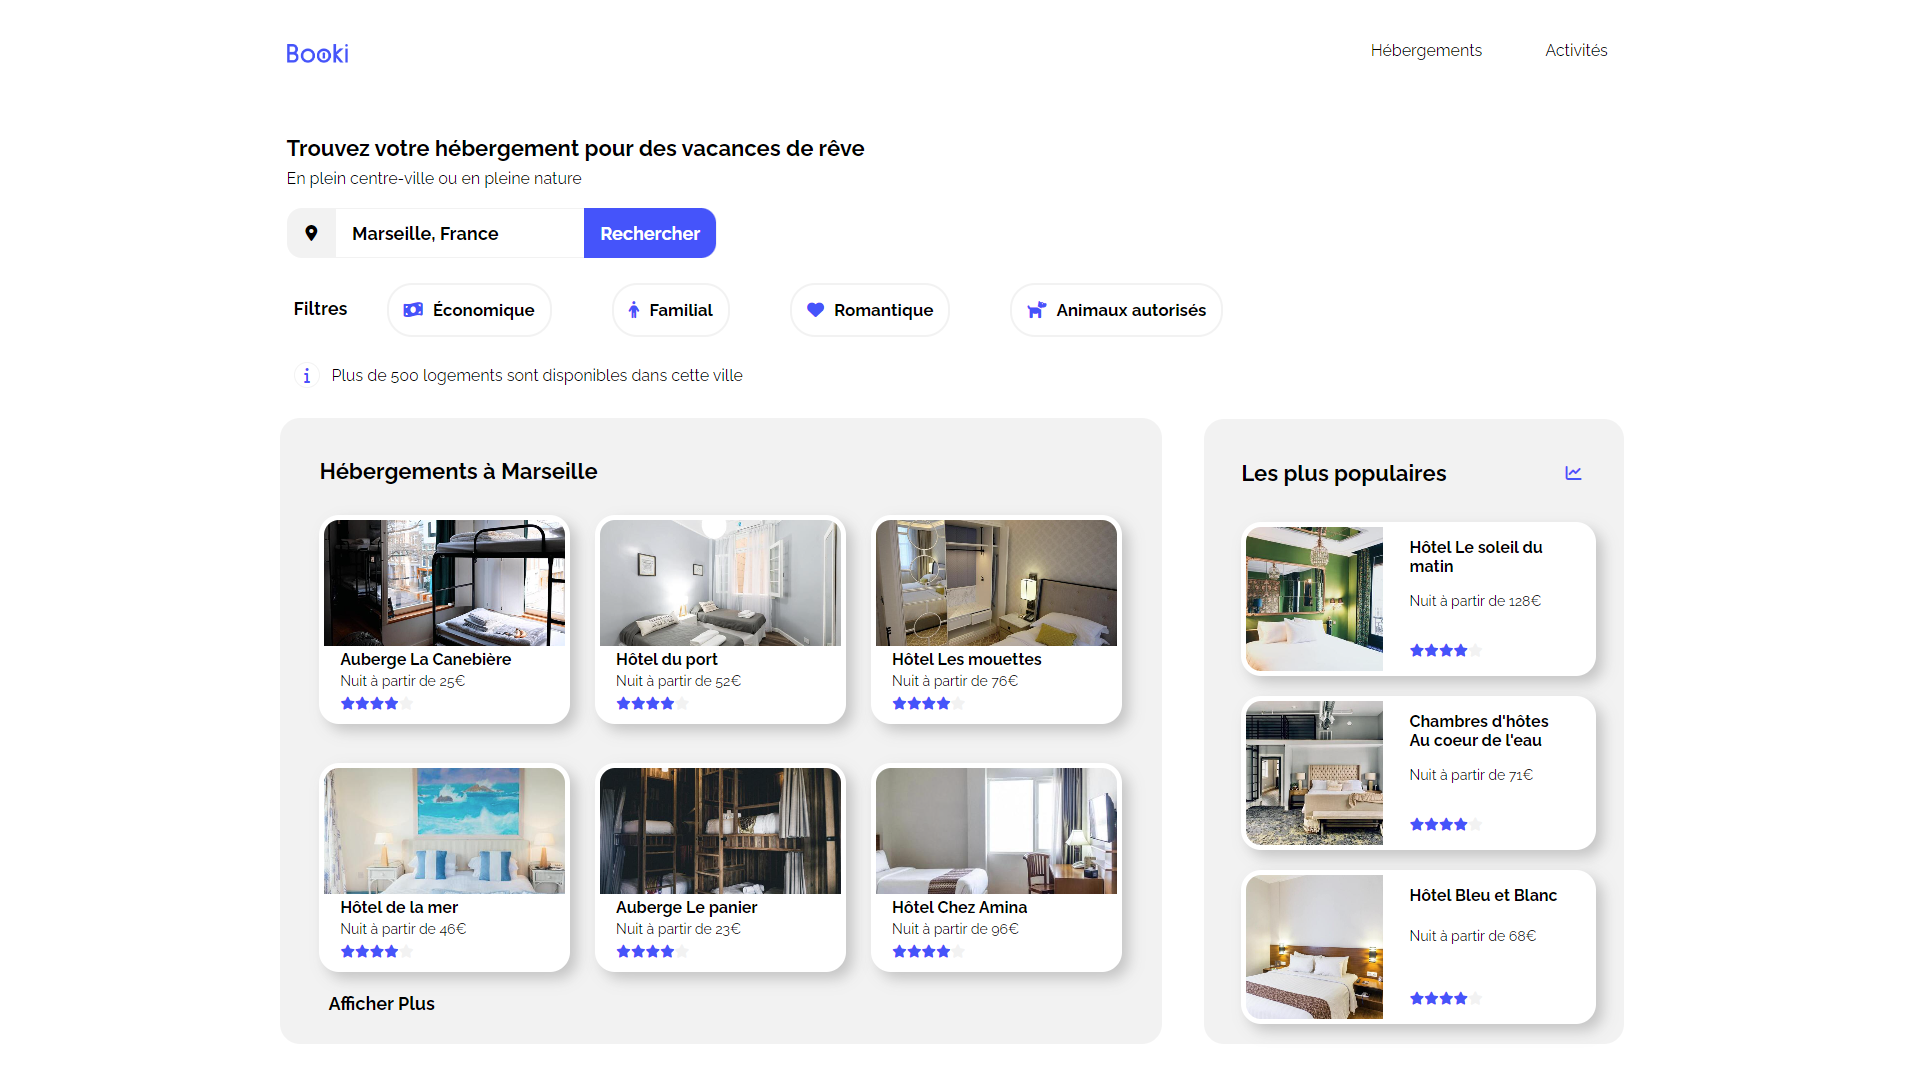 Booki
Hébergements
Activités
Trouvez votre hébergement pour des vacances de rêve
En plein centre-ville ou en pleine nature
Marseille, France
Rechercher
Filtres
Économique
Familial
Romantique
Animaux autorisés
Plus de 500 logements sont disponibles dans cette ville
Hébergements à Marseille
Auberge La Canebière
Nuit à partir de 25€
Hôtel du port
Nuit à partir de 52€
Hôtel Les mouettes
Nuit à partir de 76€
Hôtel de la mer
Nuit à partir de 46€
Auberge Le panier
Nuit à partir de 23€
Hôtel Chez Amina
Nuit à partir de 96€
Afficher Plus
Les plus populaires
Hôtel Le soleil du
matin
Nuit à partir de 128€
Chambres d'hôtes
Au coeur de l'eau
Nuit à partir de 71€
Hôtel Bleu et Blanc
Nuit à partir de 68€